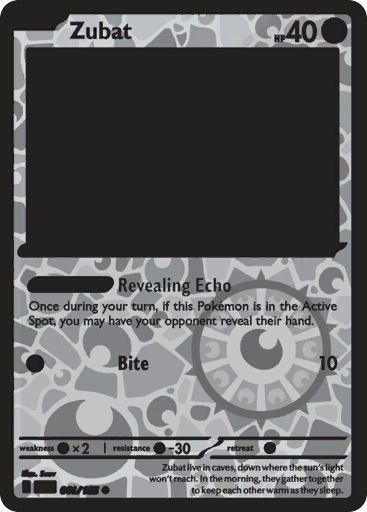 Zubat HP40
Revealing Echo
Once during your turn, if this Pokémon is in the Active
Spot, you may have your opponent reveal their hand.
Bite 10
weakness ×2 | resistance -30 retreat
Zubat live in caves, down where the sun's light
won't reach. In the morning, they gather together
to keep each other warm as they sleep.